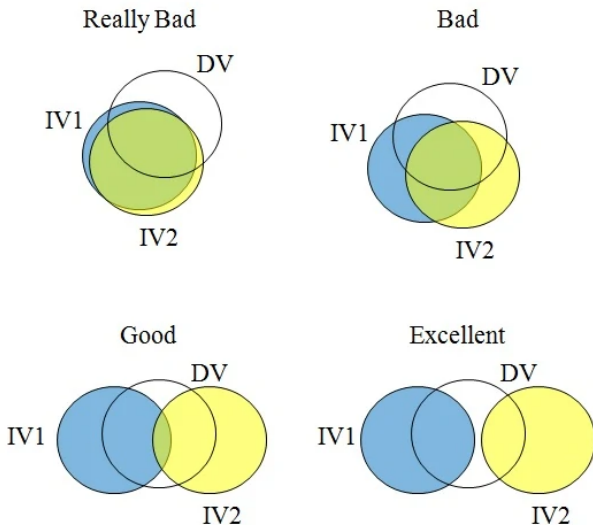 Really Bad
DV
IV1
IV2
Bad
DV
IV1
IV2
Good
DV
IV1
IV2
Excellent
DV
IV1
IV2